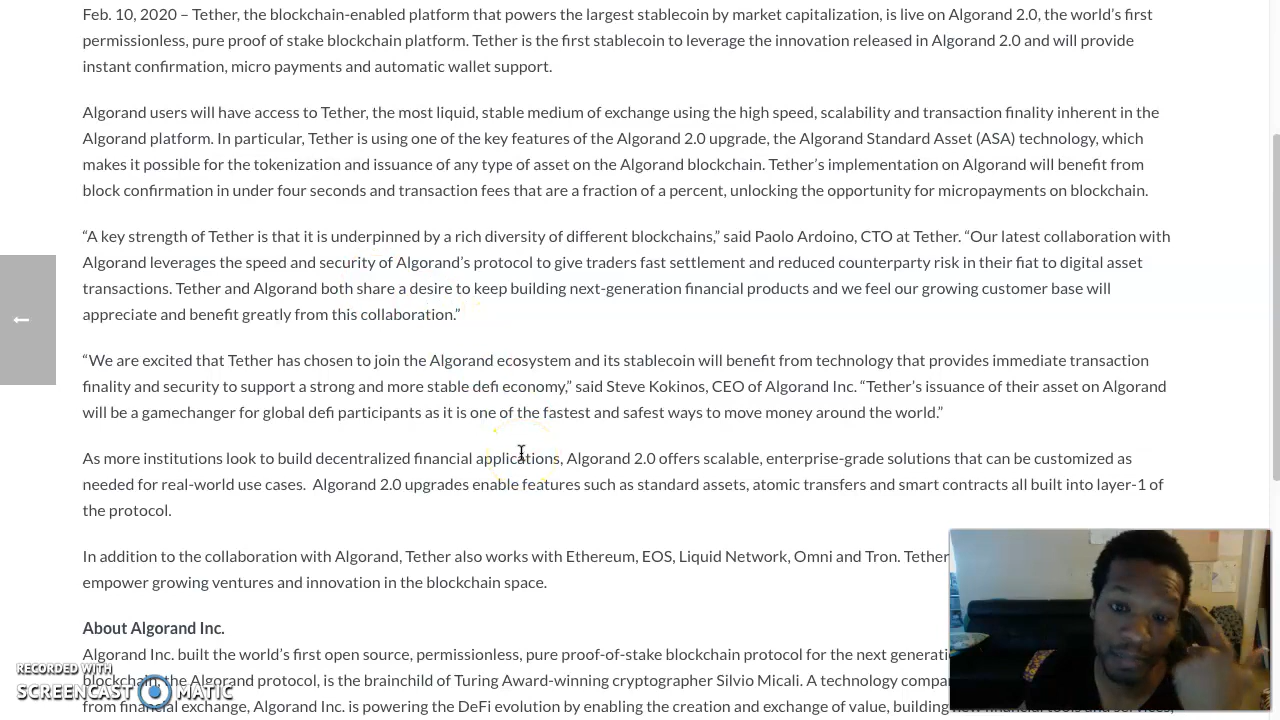 Feb. 10, 2020 – Tether, the blockchain-enabled platform that powers the largest stablecoin by market capitalization, is live on Algorand 2.0, the world’s first
permissionless, pure proof of stake blockchain platform. Tether is the first stablecoin to leverage the innovation released in Algorand 2.0 and will provide
instant confirmation, micro payments and automatic wallet support.
Algorand users will have access to Tether, the most liquid, stable medium of exchange using the high speed, scalability and transaction finality inherent in the
Algorand platform. In particular, Tether is using one of the key features of the Algorand 2.0 upgrade, the Algorand Standard Asset (ASA) technology, which
makes it possible for the tokenization and issuance of any type of asset on the Algorand blockchain. Tether’s implementation on Algorand will benefit from
block confirmation in under four seconds and transaction fees that are a fraction of a percent, unlocking the opportunity for micropayments on blockchain.
“A key strength of Tether is that it is underpinned by a rich diversity of different blockchains,” said Paolo Ardoino, CTO at Tether. “Our latest collaboration with
Algorand leverages the speed and security of Algorand’s protocol to give traders fast settlement and reduced counterparty risk in their fiat to digital asset
transactions. Tether and Algorand both share a desire to keep building next-generation financial products and we feel our growing customer base will
appreciate and benefit greatly from this collaboration.”
“We are excited that Tether has chosen to join the Algorand ecosystem and its stablecoin will benefit from technology that provides immediate transaction
finality and security to support a strong and more stable defi economy,” said Steve Kokinos, CEO of Algorand Inc. “Tether’s issuance of their asset on Algorand
will be a gamechanger for global defi participants as it is one of the fastest and safest ways to move money around the world.”
As more institutions look to build decentralized financial applications, Algorand 2.0 offers scalable, enterprise-grade solutions that can be customized as
needed for real-world use cases.  Algorand 2.0 upgrades enable features such as standard assets, atomic transfers and smart contracts all built into layer-1 of
the protocol.
In addition to the collaboration with Algorand, Tether also works with Ethereum, EOS, Liquid Network, Omni and Tron. Tether
empower growing ventures and innovation in the blockchain space.
About Algorand Inc.
Algorand Inc. built the world’s first open source, permissionless, pure proof-of-stake blockchain protocol for the next
blockchain, the Algorand protocol, is the brainchild of Turing Award-winning cryptographer Silvio Micali. A technology
from financial exchange, Algorand Inc. is powering the DeFi evolution by enabling the creation and exchange of value, building
RECORDED WITH
SCREENCAST MATIC